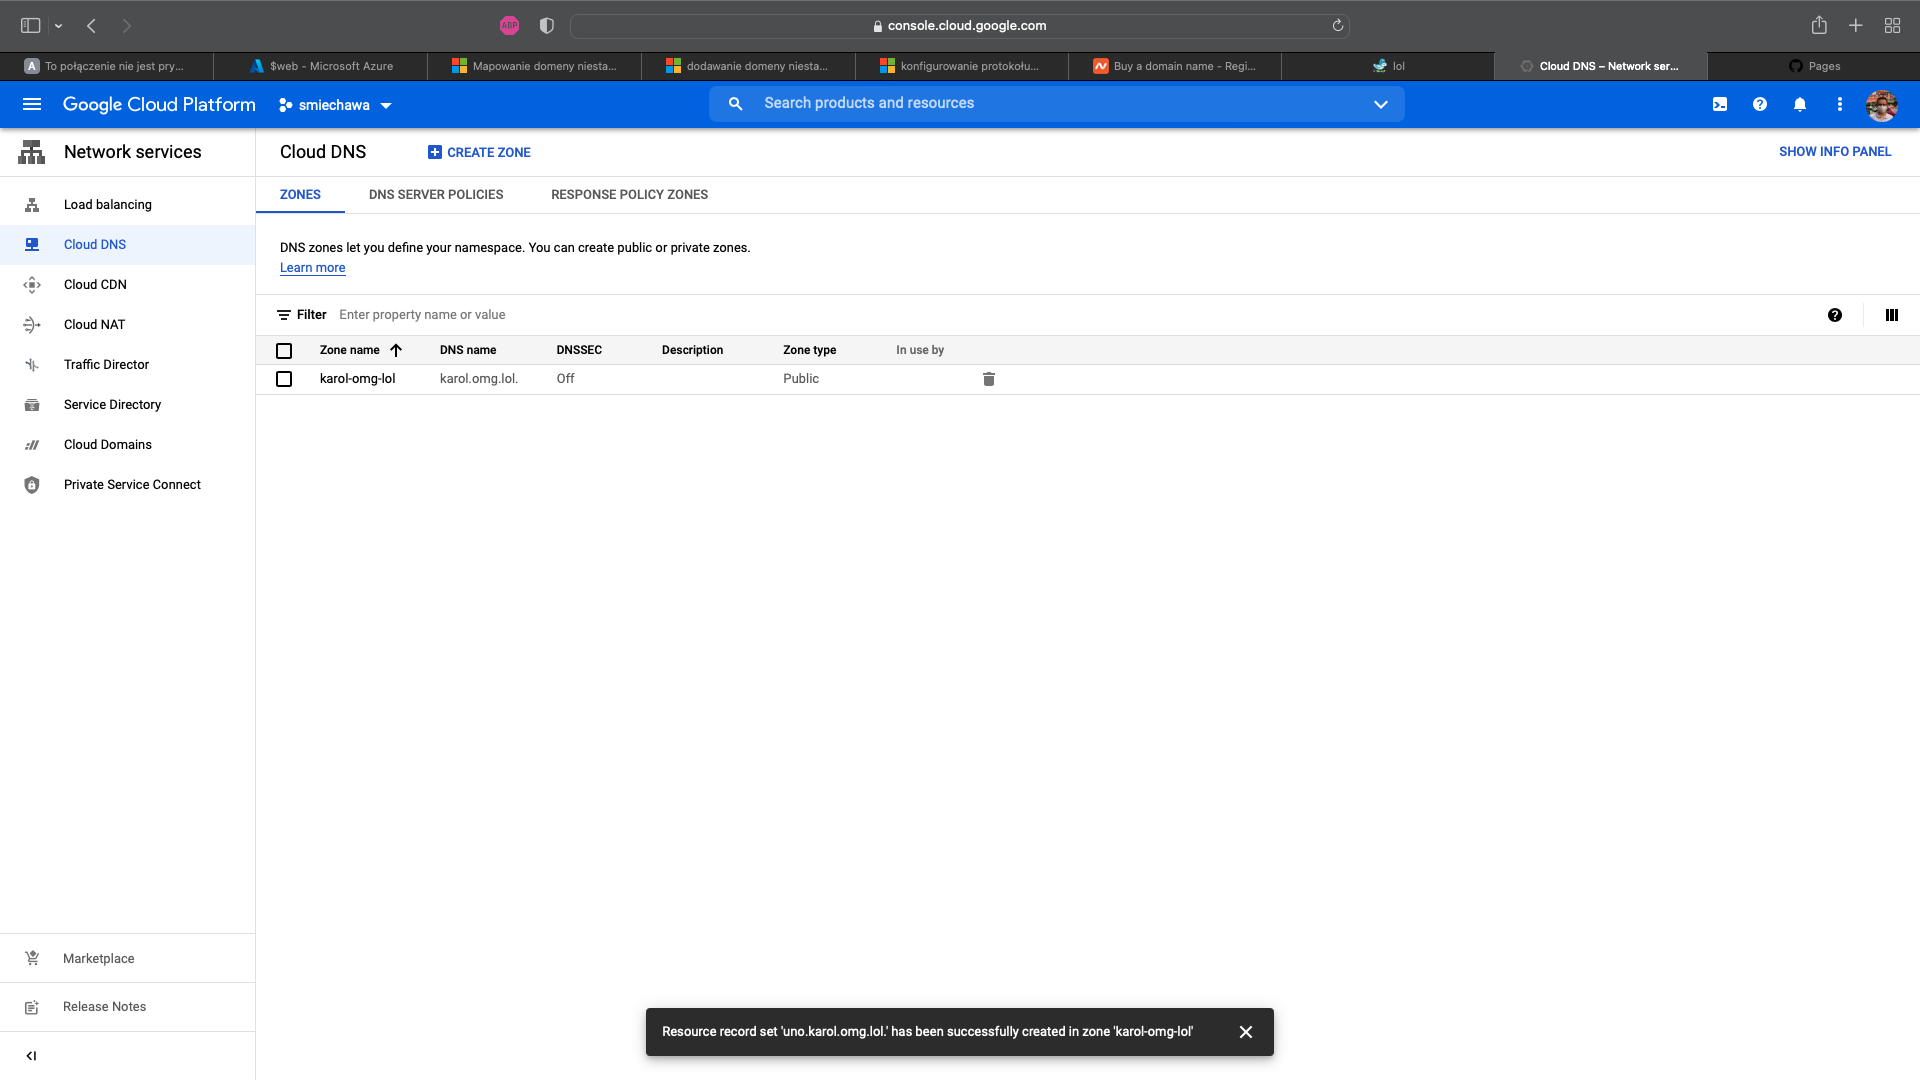 ABP
console.cloud.google.com
A To połączenie nie jest pry...
$web - Microsoft Azure
Mapowanie domeny niesta...
dodawanie domeny niesta...
konfigurowanie protokołu...
Buy a domain name - Regi...
lol
Cloud DNS – Network ser...
Pages
Google Cloud Platform
smiechawa
Search products and resources
Network services
Cloud DNS
CREATE ZONE
SHOW INFO PANEL
Load balancing
Cloud DNS
Cloud CDN
Cloud NAT
Traffic Director
Service Directory
Cloud Domains
Private Service Connect
ZONES
DNS SERVER POLICIES
RESPONSE POLICY ZONES
DNS zones let you define your namespace. You can create public or private zones.
Learn more
Filter Enter property name or value
Zone name DNS name DNSSEC Description Zone type In use by
karol-omg-lol karol.omg.lol. Off Public
Marketplace
Release Notes
Resource record set 'uno.karol.omg.lol.' has been successfully created in zone 'karol-omg-lol'